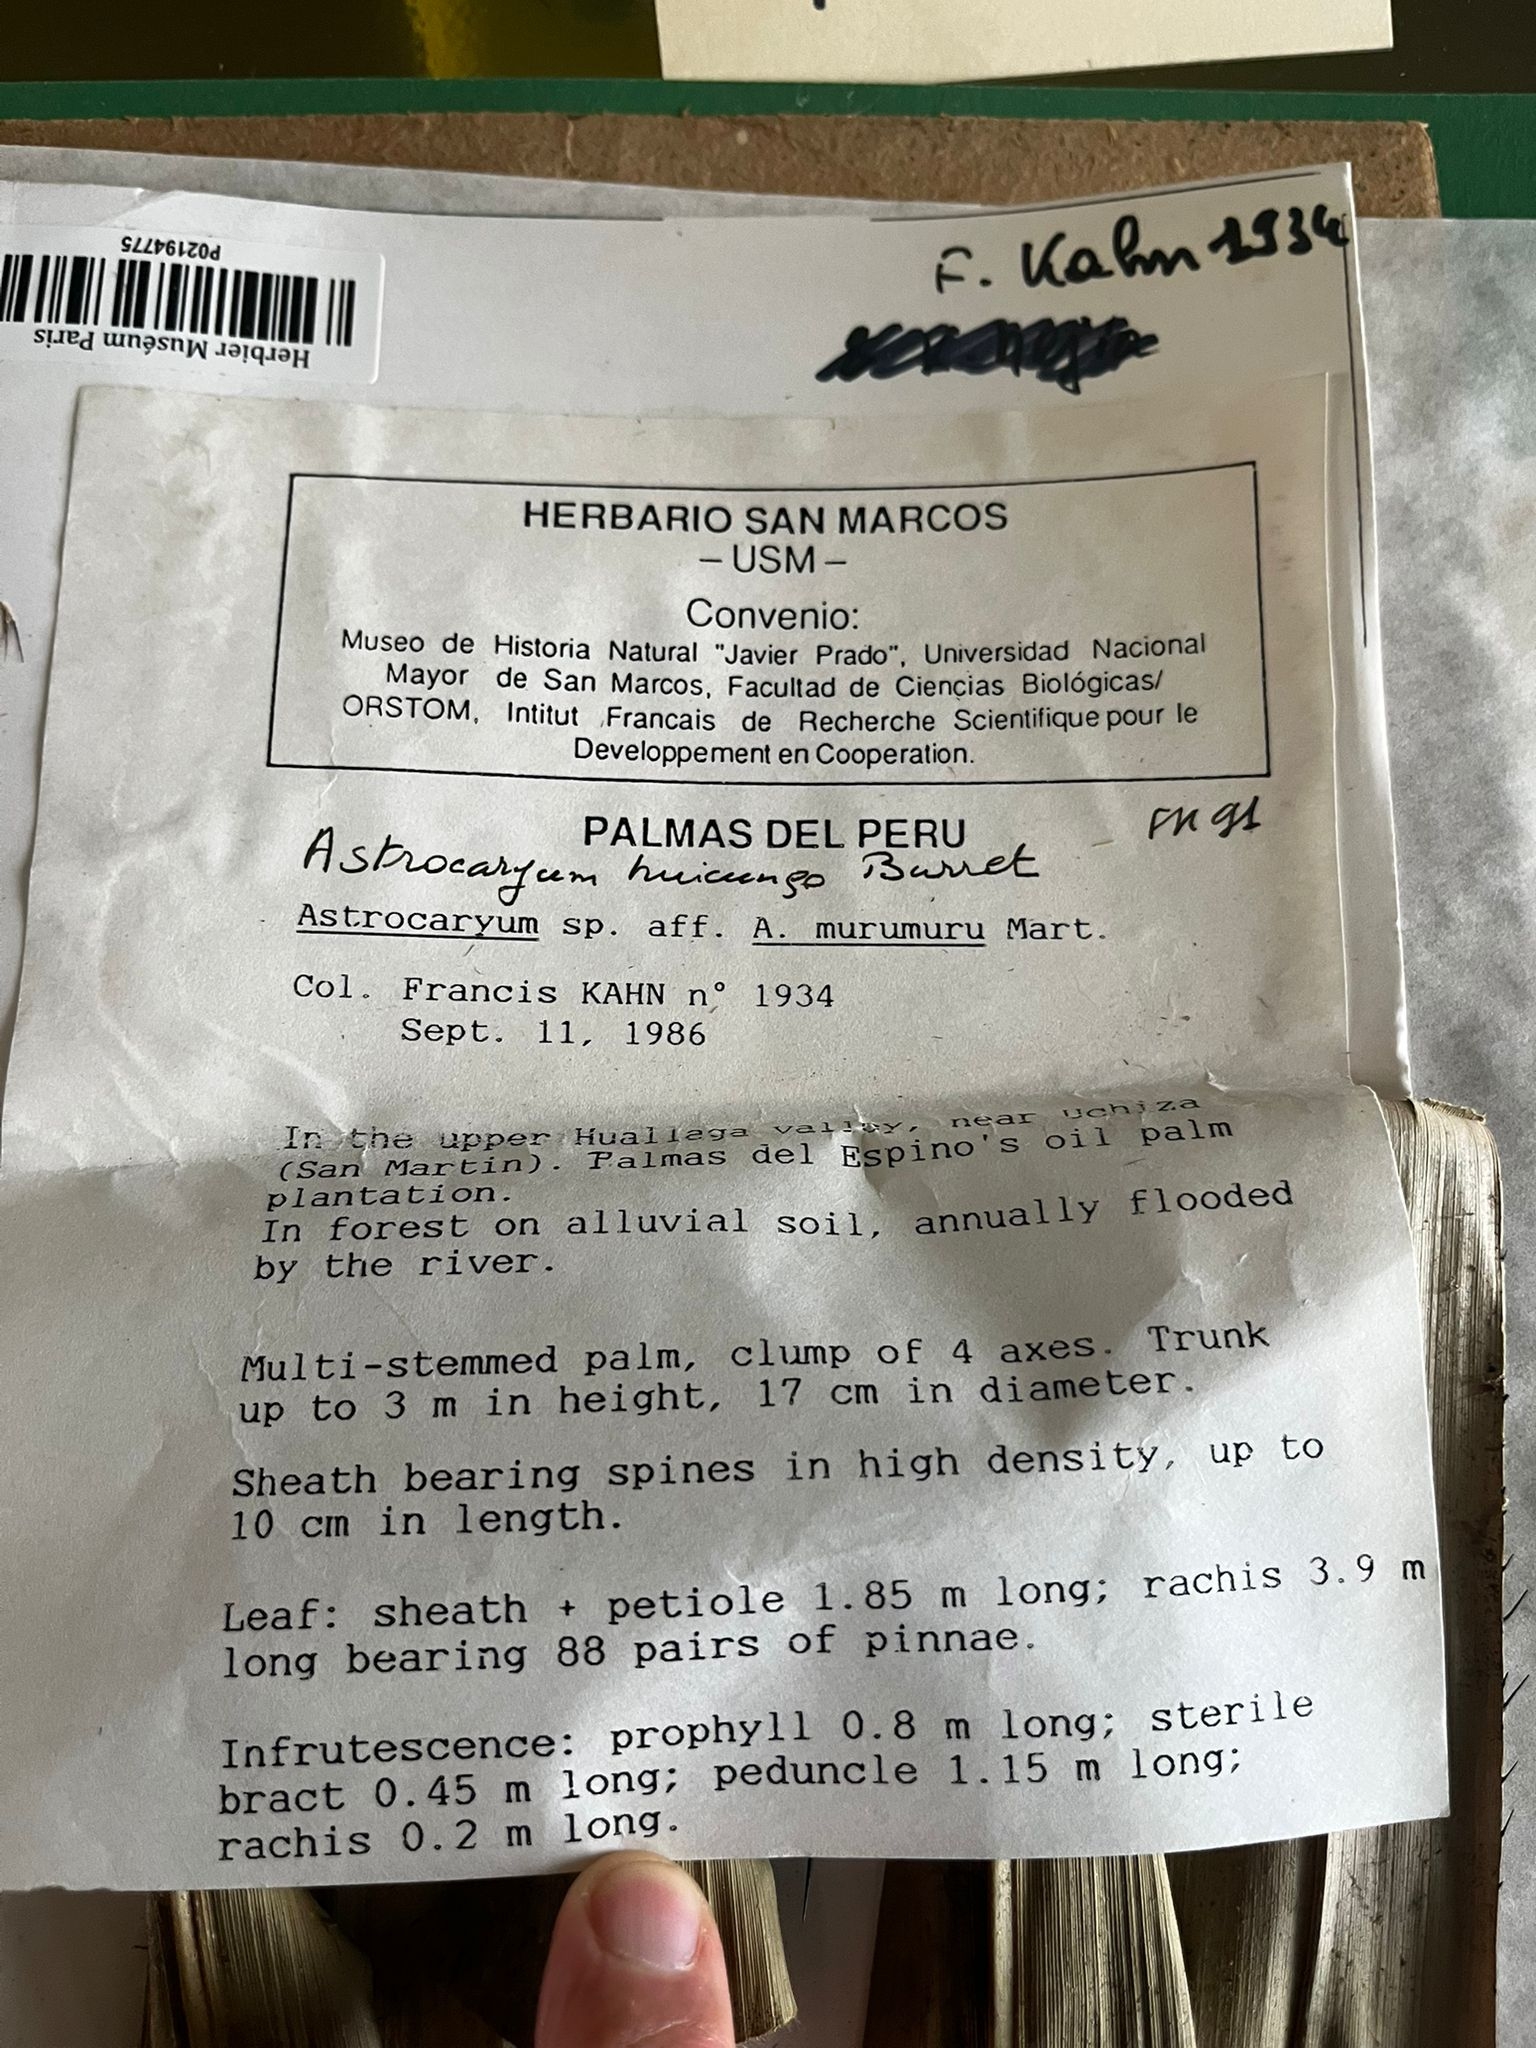 P02194775
Herbier Muséum Paris
F. Kahn 1934
HERBARIO SAN MARCOS
– USM –
Convenio:
Museo de Historia Natural "Javier Prado", Universidad Nacional
Mayor de San Marcos, Facultad de Ciencias Biológicas/
ORSTOM, Intitut Francais de Recherche Scientifique pour le
Developpement en Cooperation.
PALMAS DEL PERU
FK 91
Astrocaryum huicungo Burret
Astrocaryum sp. aff. A. murumuru Mart.
Col. Francis KAHN n° 1934
Sept. 11, 1986
In the upper Huallaga valley, near Uchiza
(San Martin). Palmas del Espino's oil palm
plantation.
In forest on alluvial soil, annually flooded
by the river.
Multi-stemmed palm, clump of 4 axes. Trunk
up to 3 m in height, 17 cm in diameter.
Sheath bearing spines in high density, up to
10 cm in length.
Leaf: sheath + petiole 1.85 m long; rachis 3.9 m
long bearing 88 pairs of pinnae.
Infrutescence: prophyll 0.8 m long; sterile
bract 0.45 m long; peduncle 1.15 m long;
rachis 0.2 m long.